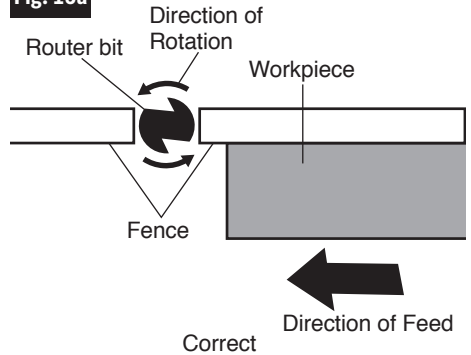 Fig. 10a
Direction of
Rotation
Router bit
Workpiece
Fence
Direction of Feed
Correct